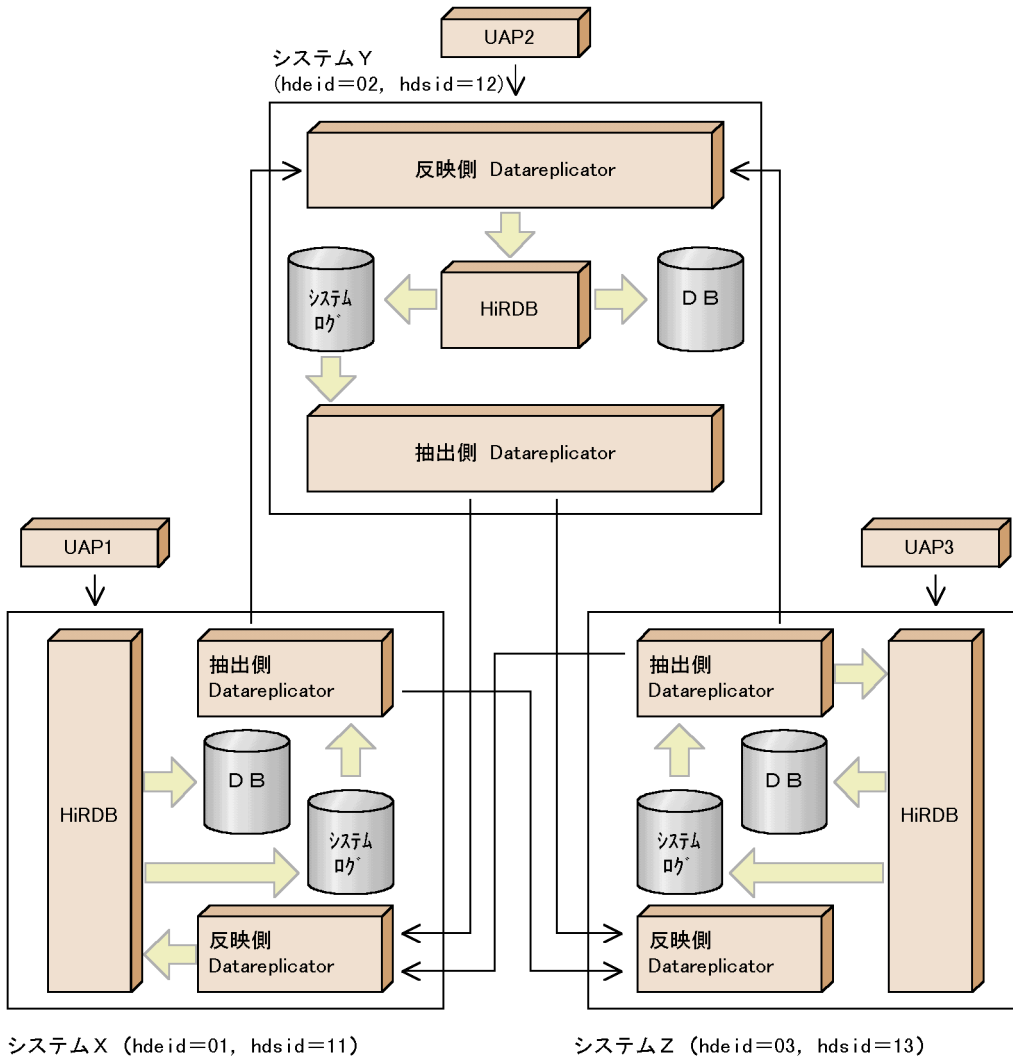 UAP2
システムY
(hdeid=02, hdsid=12)
反映側 Datareplicator
システム
ログ
HiRDB
DB
抽出側 Datareplicator
UAP1
UAP3
HiRDB
抽出側
Datareplicator
DB
システム
ログ
反映側
Datareplicator
抽出側
Datareplicator
DB
システム
ログ
HiRDB
反映側
Datareplicator
システムX (hdeid=01, hdsid=11)
システムZ (hdeid=03, hdsid=13)